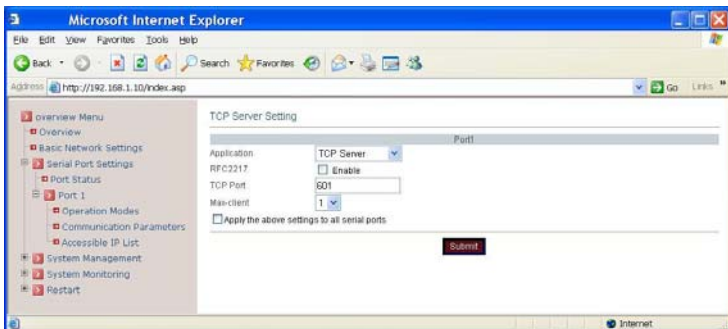 Microsoft Internet Explorer
File Edit View Favorites Tools Help
Back Search Favorites
Address http://192.168.1.10/index.asp Go Links »
overview Menu
Overview
Basic Network Settings
Serial Port Settings
Port Status
Port 1
Operation Modes
Communication Parameters
Accessible IP List
System Management
System Monitoring
Restart
TCP Server Setting
Port1
Application TCP Server
RFC2217 Enable
TCP Port 601
Max-client 1
Apply the above settings to all serial ports
Submit
Internet